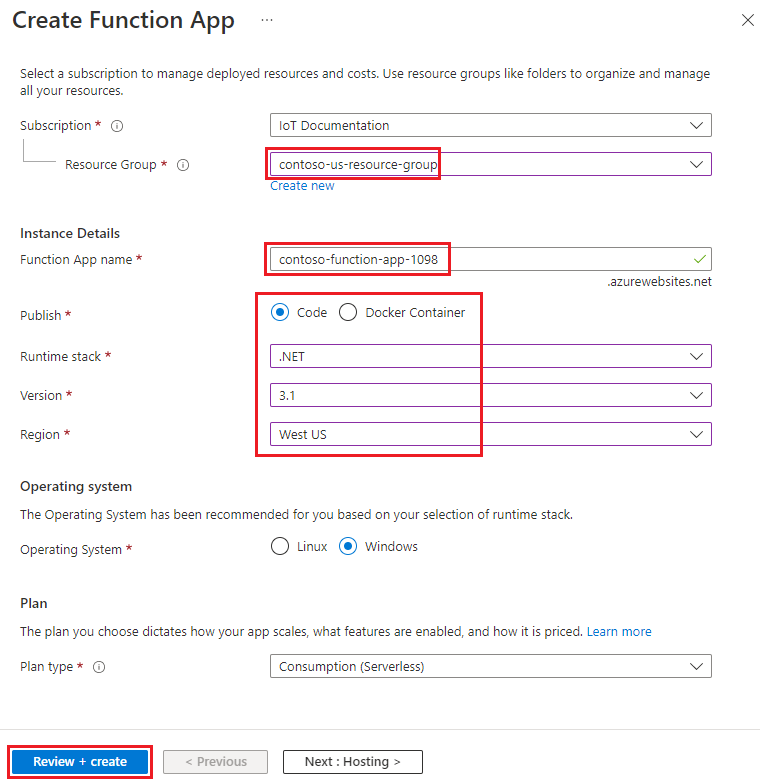 Create Function App ...
Select a subscription to manage deployed resources and costs. Use resource groups like folders to organize and manage
all your resources.
Subscription * IoT Documentation
Resource Group * contoso-us-resource-group
Create new
Instance Details
Function App name * contoso-function-app-1098
.azurewebsites.net
Publish * Code Docker Container
Runtime stack * .NET
Version * 3.1
Region * West US
Operating system
The Operating System has been recommended for you based on your selection of runtime stack.
Operating System * Linux Windows
Plan
The plan you choose dictates how your app scales, what features are enabled, and how it is priced. Learn more
Plan type * Consumption (Serverless)
Review + create < Previous Next : Hosting >